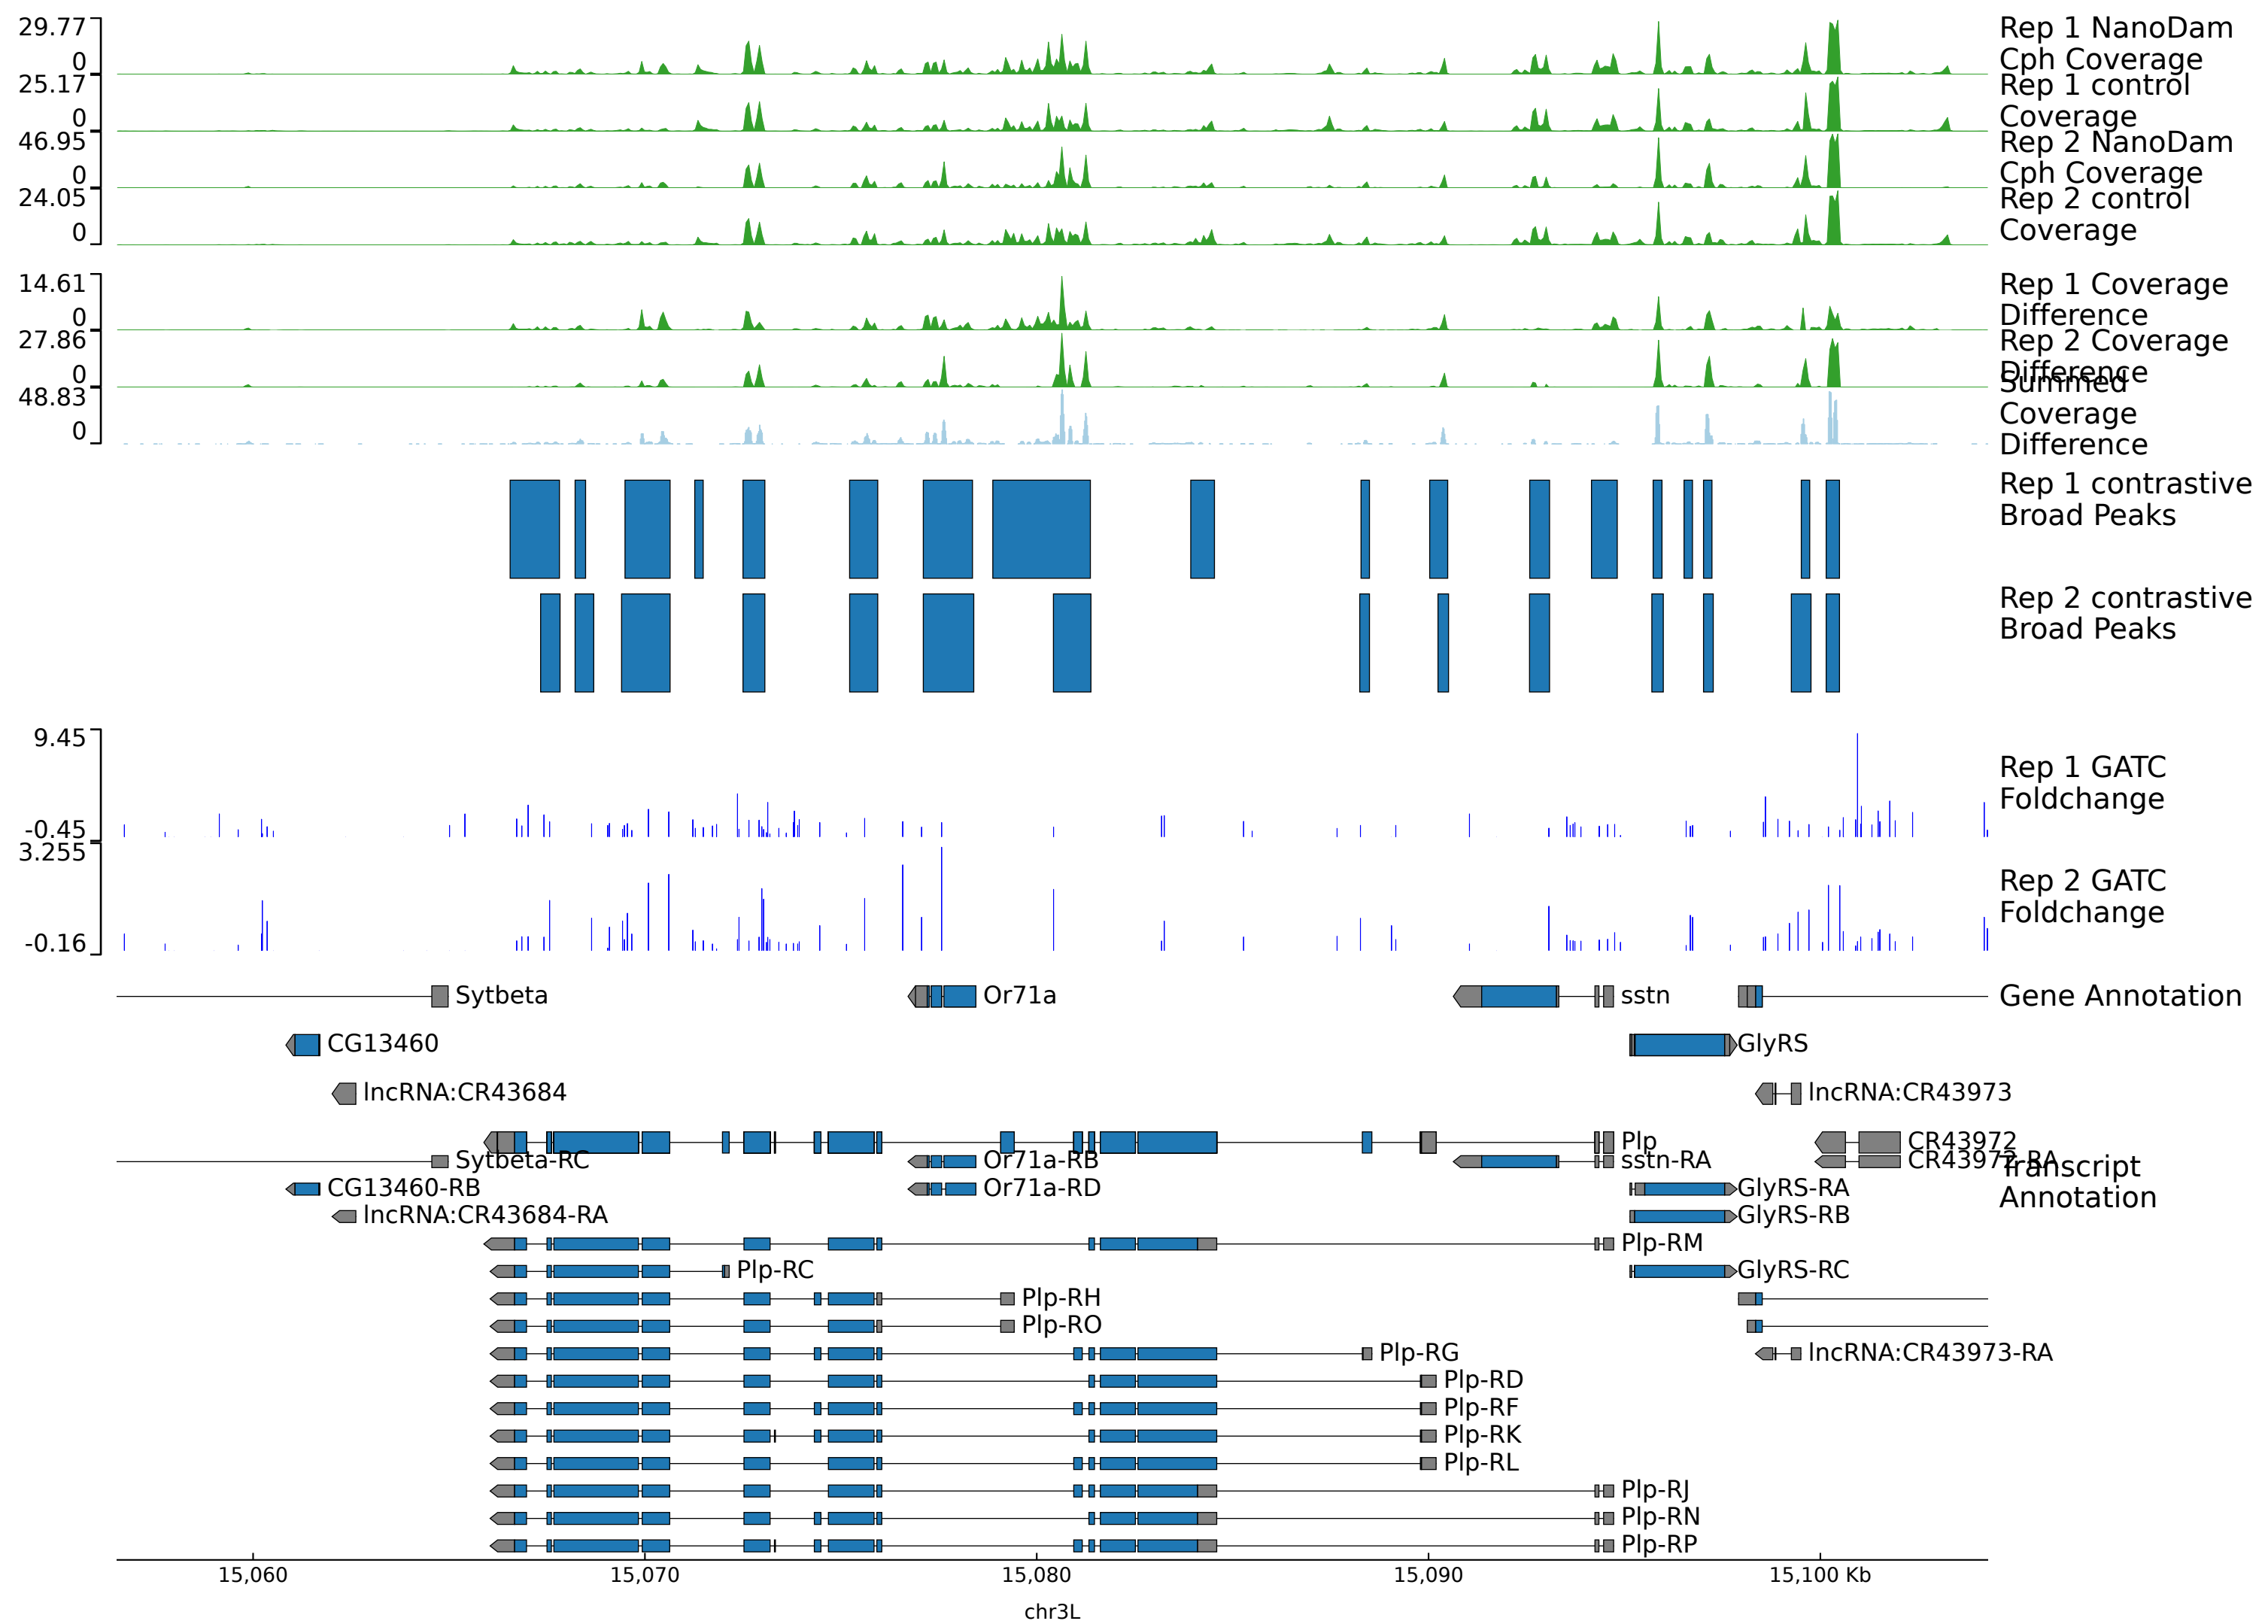 29.77
Rep 1 NanoDam
0
Cph Coverage
25.17
Rep 1 control
0
Coverage
46.95
Rep 2 NanoDam
0
Cph Coverage
24.05
Rep 2 control
0
Coverage
14.61
Rep 1 Coverage
0
Difference
27.86
Rep 2 Coverage
0
Difference
Summed
48.83
Coverage
0
Difference
Rep 1 contrastive
Broad Peaks
Rep 2 contrastive
Broad Peaks
9.45
Rep 1 GATC
Foldchange
-0.45
3.255
Rep 2 GATC
Foldchange
-0.16
Sytbeta Or71a sstn Gene Annotation
CG13460 GlyRS
lncRNA:CR43684 lncRNA:CR43973
Plp CR43972
Sytbeta-RC Or71a-RB sstn-RA CR43972-RA
Transcript
Annotation
CG13460-RB Or71a-RD GlyRS-RA
lncRNA:CR43684-RA GlyRS-RB
Plp-RM
Plp-RC GlyRS-RC
Plp-RH
Plp-RO
Plp-RG lncRNA:CR43973-RA
Plp-RD
Plp-RF
Plp-RK
Plp-RL
Plp-RJ
Plp-RN
Plp-RP
15,060 15,070 15,080 15,090 15,100 Kb
chr3L